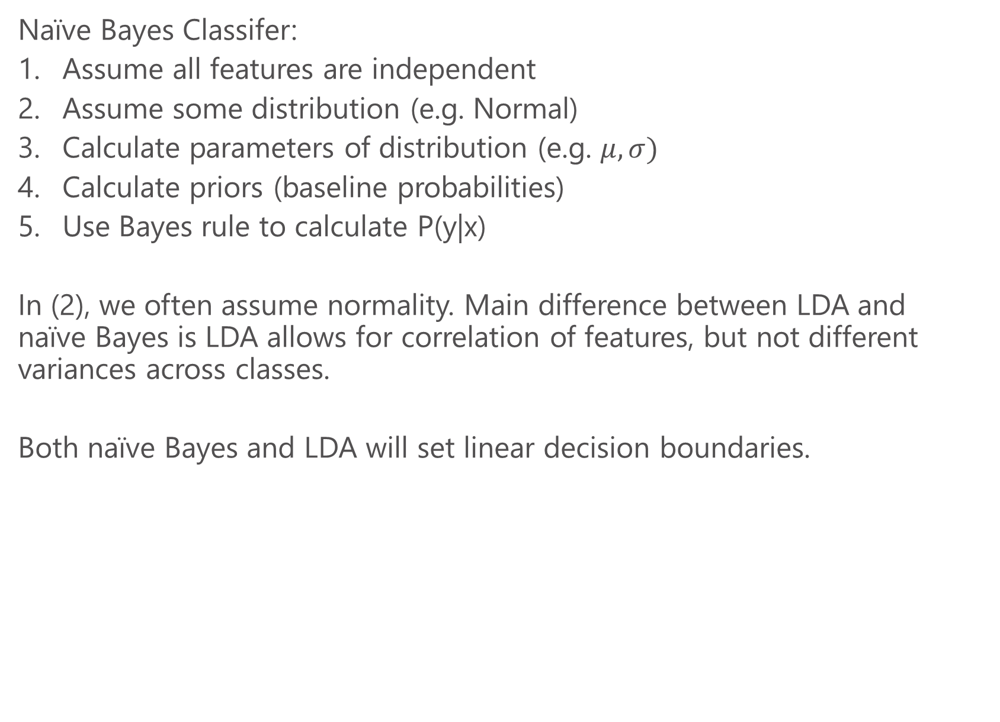 Naïve Bayes Classifer:
1. Assume all features are independent
2. Assume some distribution (e.g. Normal)
3. Calculate parameters of distribution (e.g. μ, σ)
4. Calculate priors (baseline probabilities)
5. Use Bayes rule to calculate P(y|x)
In (2), we often assume normality. Main difference between LDA and
naïve Bayes is LDA allows for correlation of features, but not different
variances across classes.
Both naïve Bayes and LDA will set linear decision boundaries.